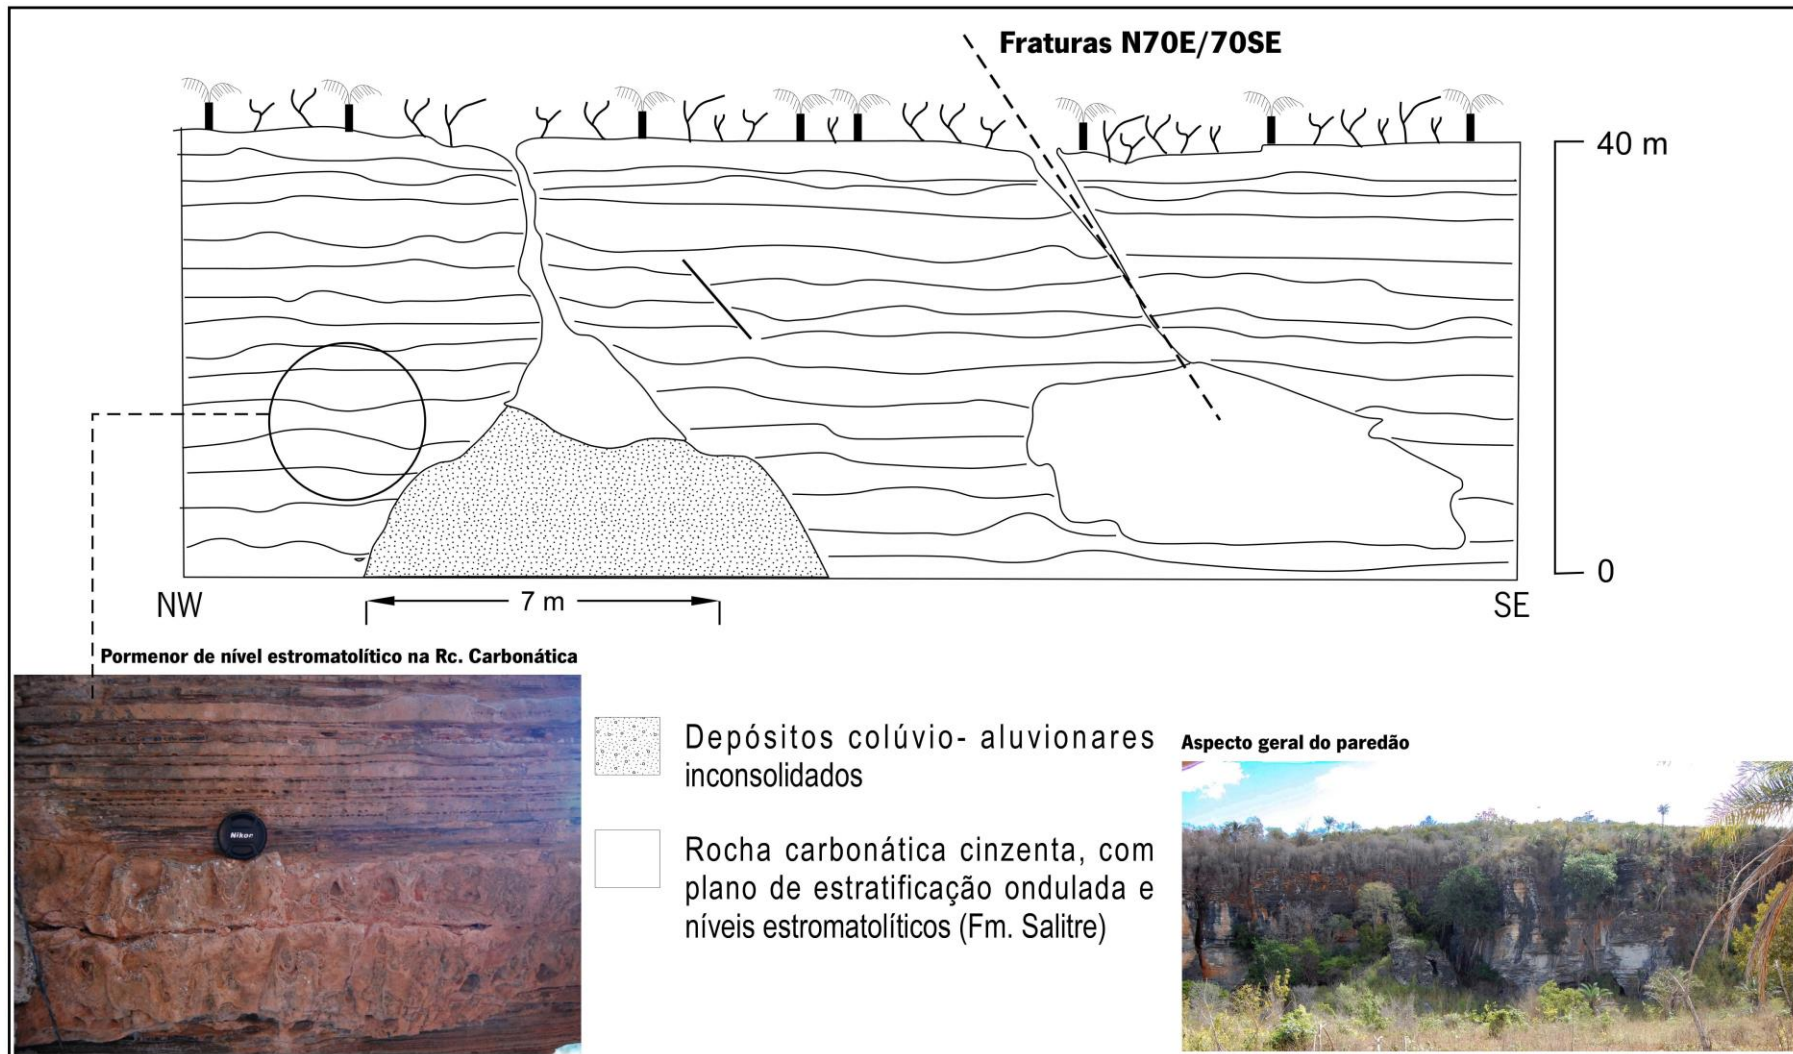 Fraturas N70E/70SE
40 m
0
NW
SE
7 m
Pormenor de nível estromatolítico na Rc. Carbonática
Nikon
Depósitos colúvio- aluvionares
inconsolidados
Rocha carbonática cinzenta, com
plano de estratificação ondulada e
níveis estromatolíticos (Fm. Salitre)
Aspecto geral do paredão